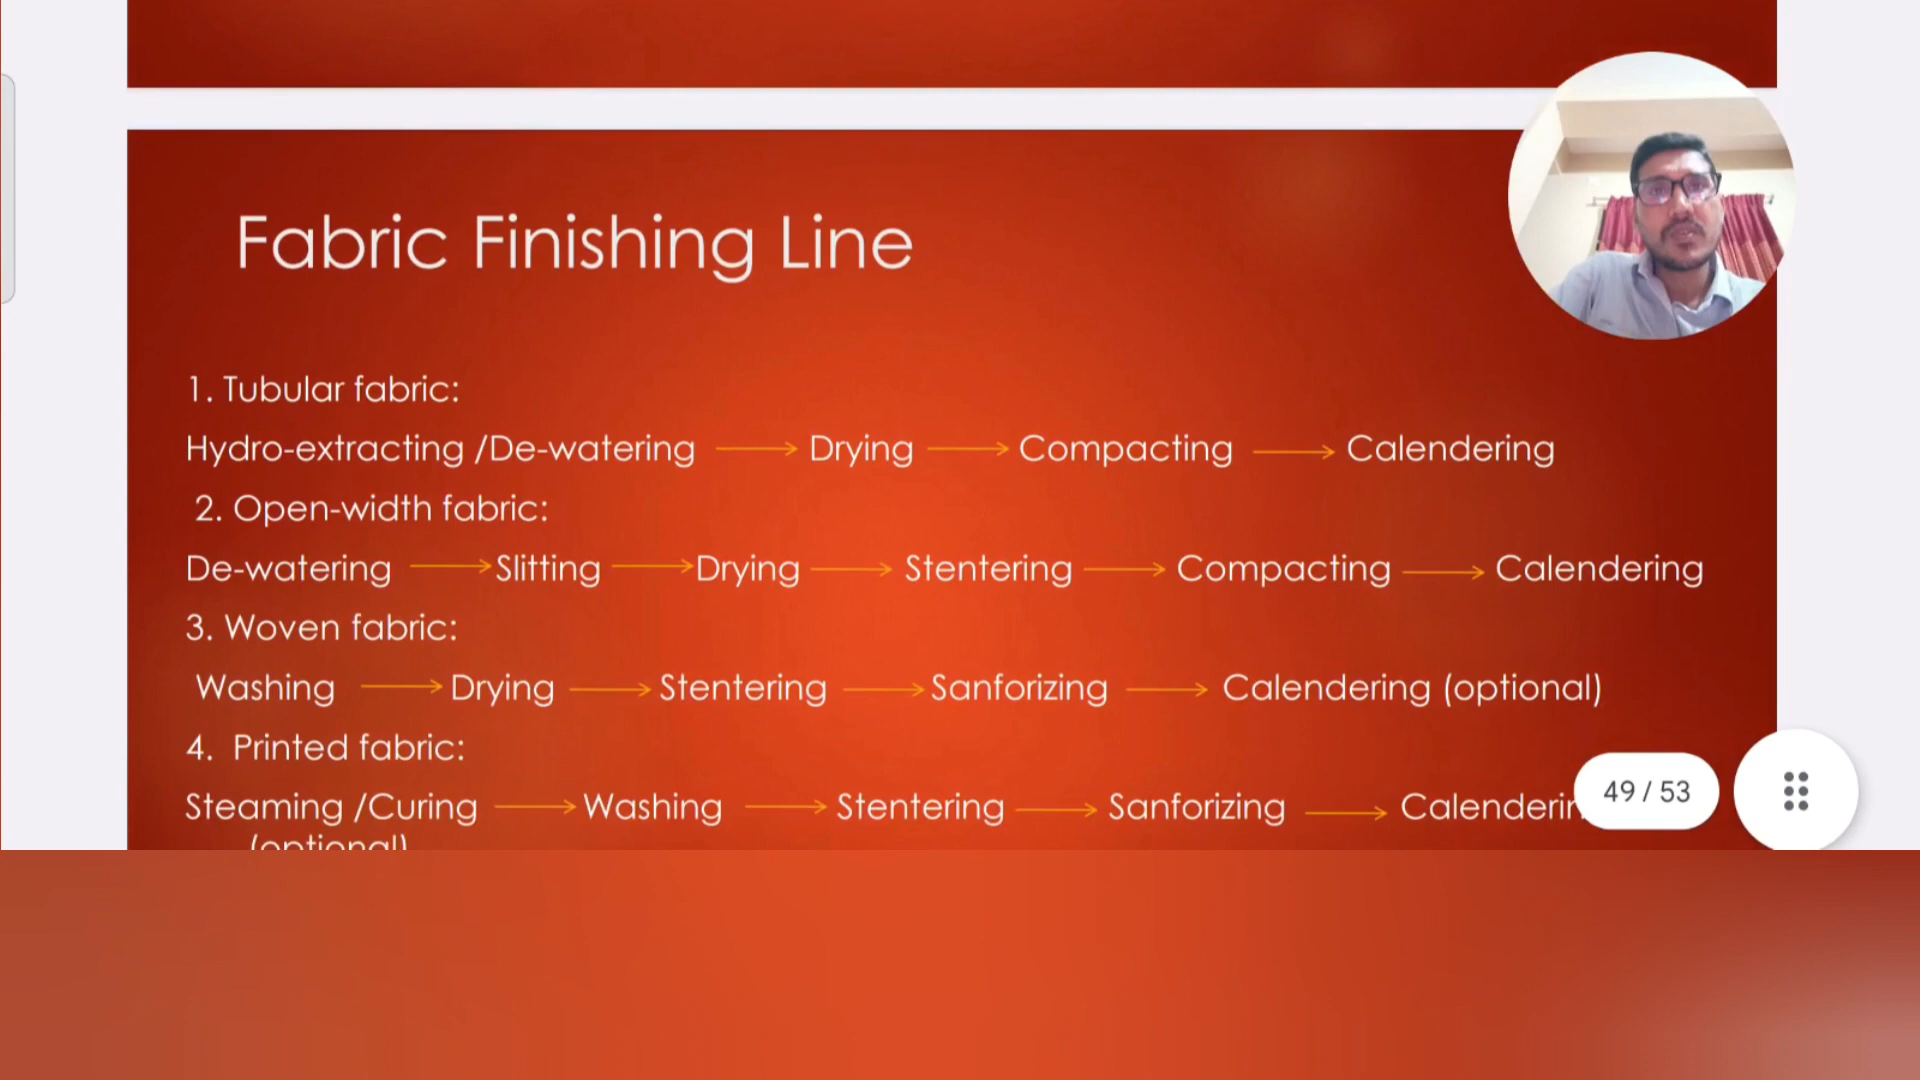 Fabric Finishing Line
1. Tubular fabric:
Hydro-extracting /De-watering → Drying → Compacting → Calendering
2. Open-width fabric:
De-watering → Slitting → Drying → Stentering → Compacting → Calendering
3. Woven fabric:
Washing → Drying → Stentering → Sanforizing → Calendering (optional)
4. Printed fabric:
Steaming /Curing → Washing → Stentering → Sanforizing → Calenderin
(optional)
49 / 53